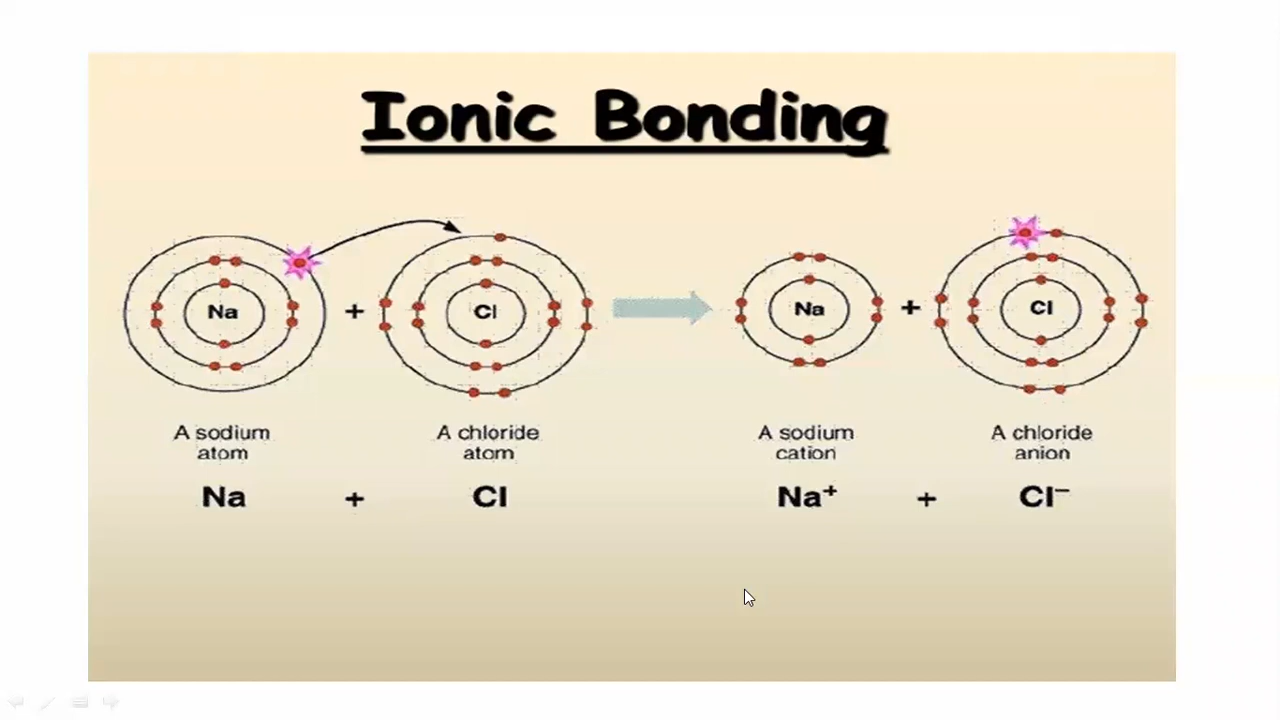 Ionic Bonding
Na + Cl Na + Cl
A sodium atom
A chloride atom
A sodium cation
A chloride anion
Na + Cl Na⁺ + Cl⁻